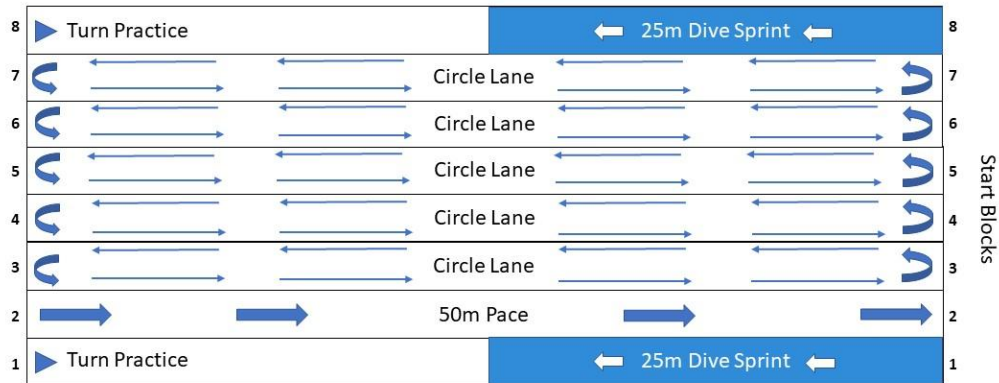 8 Turn Practice 25m Dive Sprint 8
7 Circle Lane 7
6 Circle Lane 6
5 Circle Lane 5
4 Circle Lane 4
3 Circle Lane 3
2 50m Pace 2
1 Turn Practice 25m Dive Sprint 1
Start Blocks